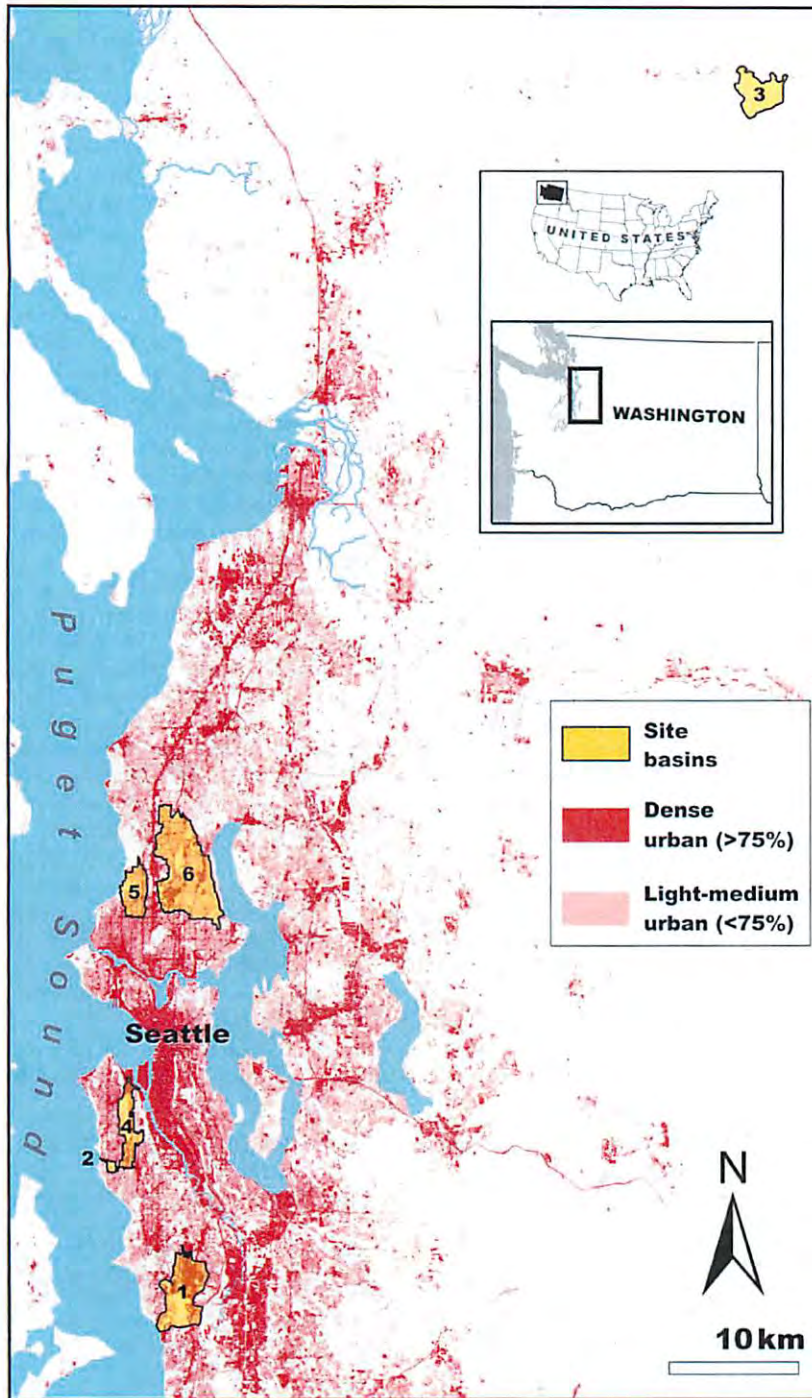 3
UNITED STATES
WASHINGTON
Puget Sound
Site
basins
Dense
urban (>75%)
Light-medium
urban (<75%)
6
5
Seattle
4
2
1
N
10 km